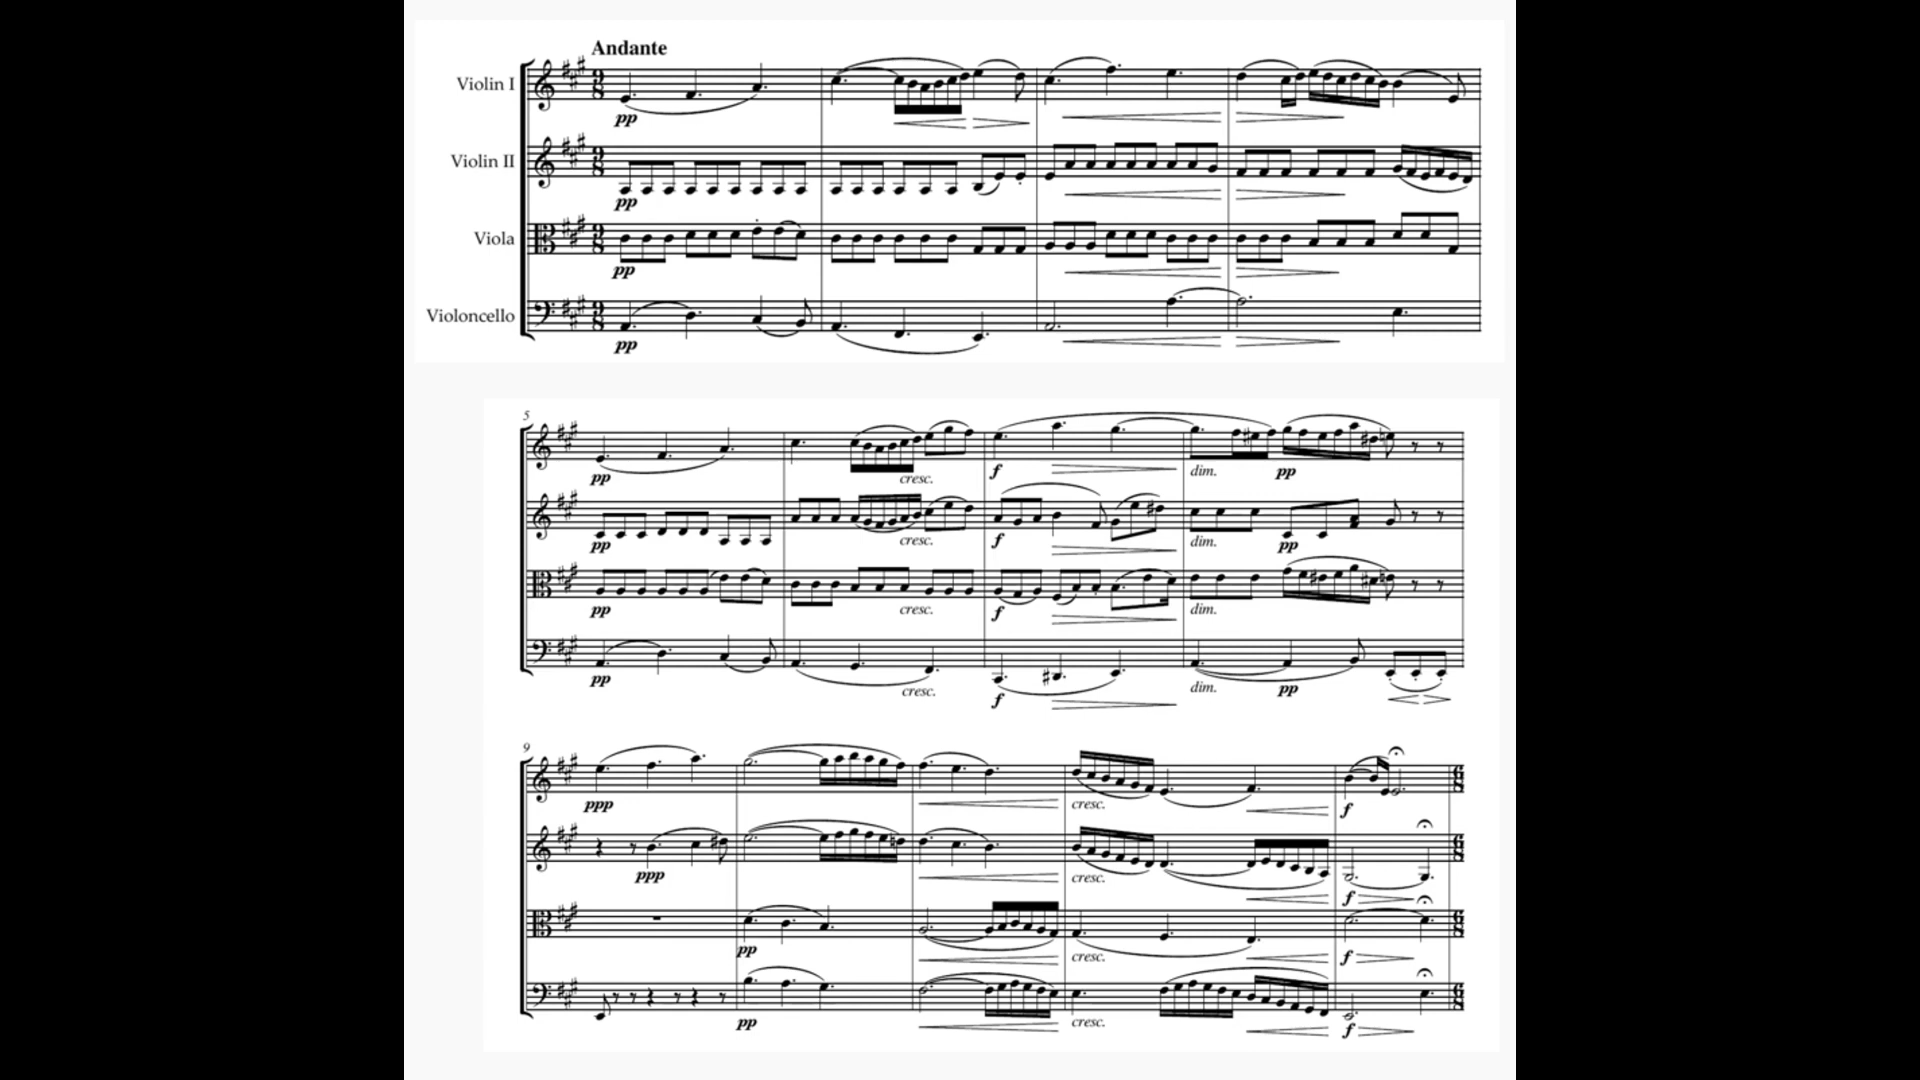 Andante
Violin I
pp
Violin II
pp
Viola
pp
Violoncello
pp
5
pp cresc. f dim. pp
pp cresc. f dim. pp
pp cresc. f dim.
pp cresc. f dim. pp
9
ppp cresc. f
ppp cresc. f
pp cresc. f
pp cresc. f